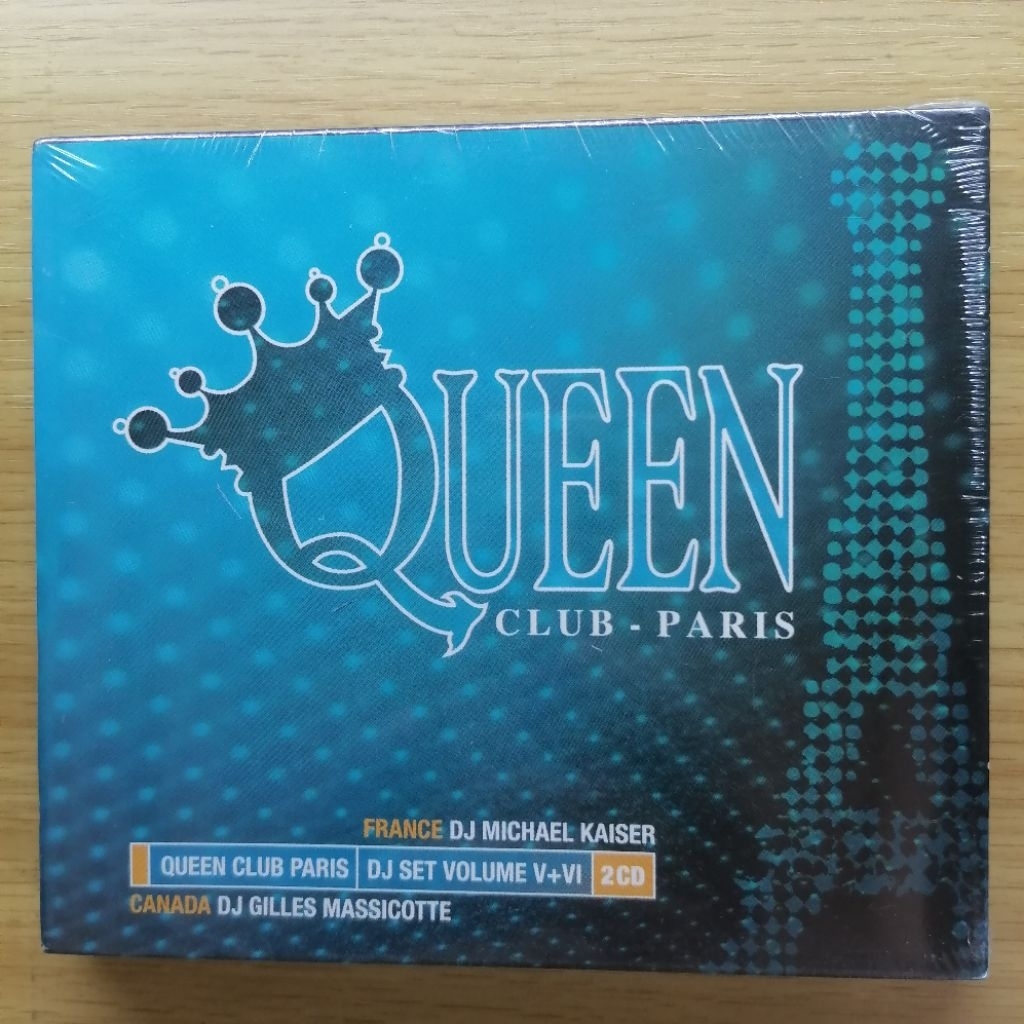 QUEEN
CLUB - PARIS
FRANCE DJ MICHAEL KAISER
QUEEN CLUB PARIS DJ SET VOLUME V+VI 2CD
CANADA DJ GILLES MASSICOTTE